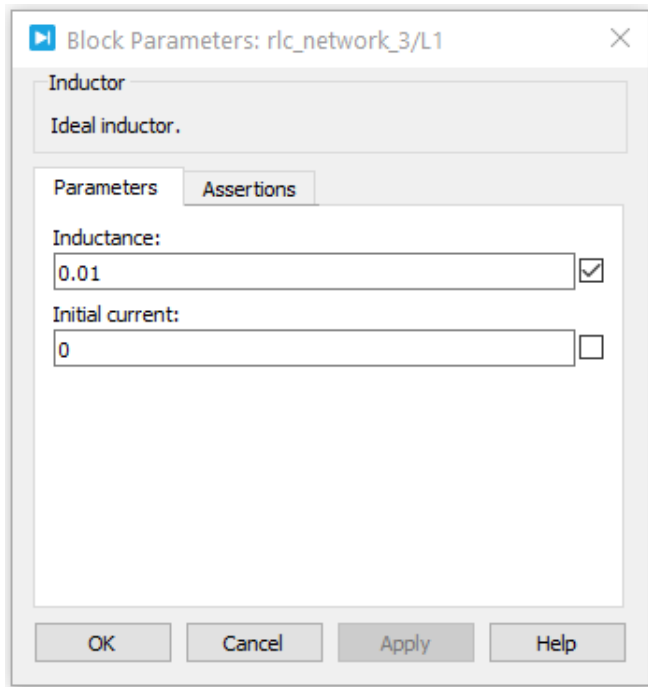 Block Parameters: rlc_network_3/L1
Inductor
Ideal inductor.
Parameters Assertions
Inductance:
0.01
Initial current:
0
OK Cancel Apply Help